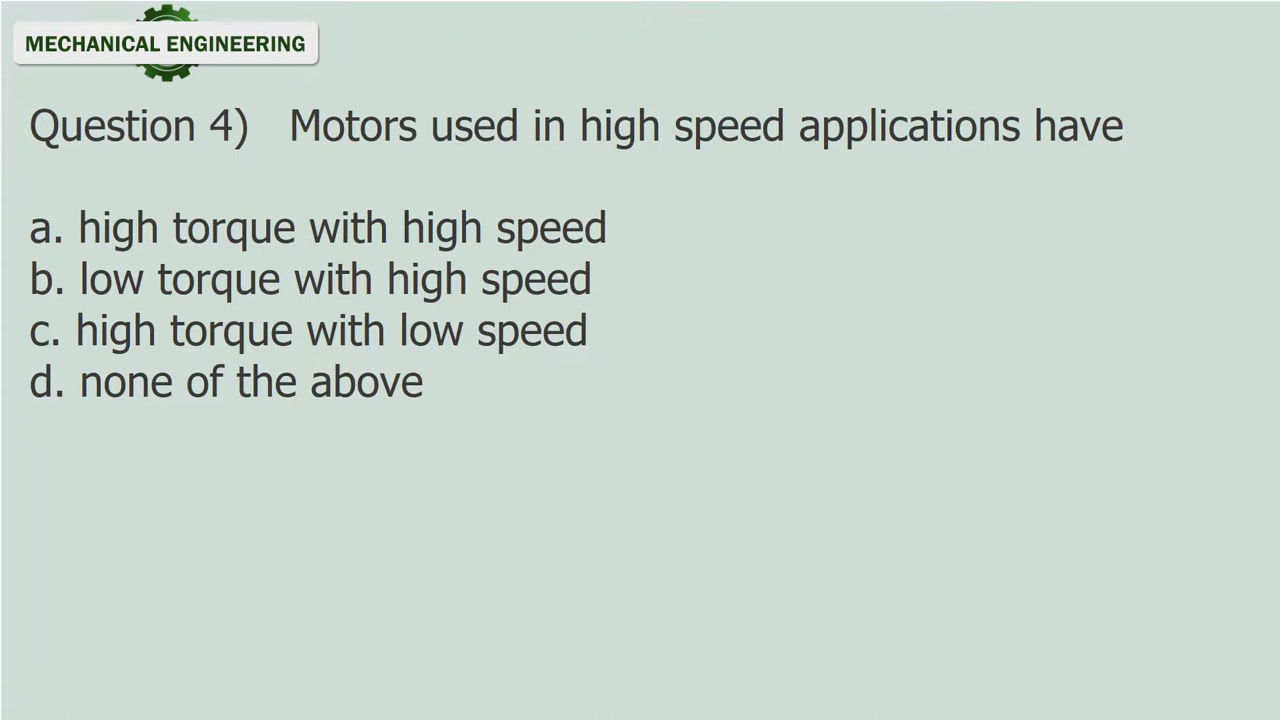 MECHANICAL ENGINEERING
Question 4) Motors used in high speed applications have
a. high torque with high speed
b. low torque with high speed
c. high torque with low speed
d. none of the above